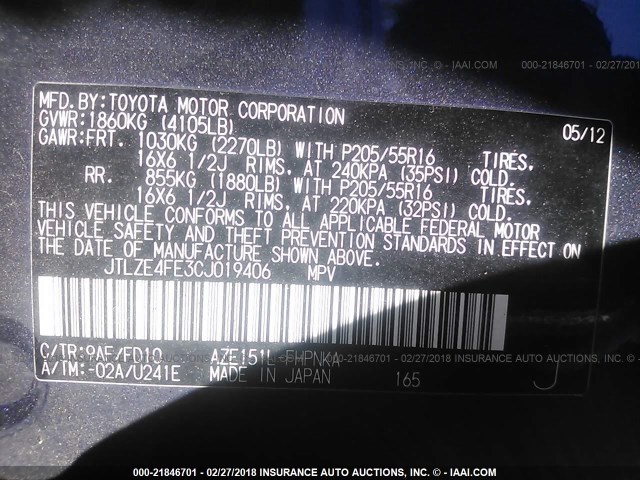 000-21846701 - 02/27/2018 INSURANCE AUTO AUCTIONS, INC. © - IAAI.COM
MFD.BY:TOYOTA MOTOR CORPORATION 05/12
GVWR:1860KG (4105LB)
GAWR:FRT. 1030KG (2270LB) WITH P205/55R16 TIRES,
16X6 1/2J RIMS, AT 240KPA (35PSI) COLD.
RR. 855KG (1880LB) WITH P205/55R16 TIRES,
16X6 1/2J RIMS, AT 220KPA (32PSI) COLD.
THIS VEHICLE CONFORMS TO ALL APPLICABLE FEDERAL MOTOR
VEHICLE SAFETY AND THEFT PREVENTION STANDARDS IN EFFECT ON
THE DATE OF MANUFACTURE SHOWN ABOVE.
JTLZE4FE3CJ019406 MPV
C/TR:9AF/FD10 AZE151L-FHPNKA
A/TM:-02A/U241E MADE IN JAPAN 165 J
000-21846701 - 02/27/2018 INSURANCE AUTO AUCTIONS, INC. © - IAAI.COM